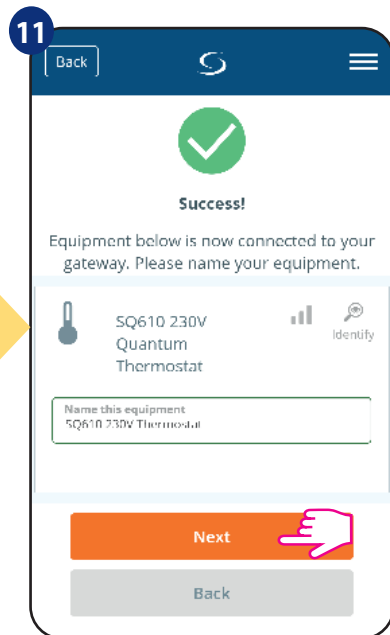 11
Back
Success!
Equipment below is now connected to your
gateway. Please name your equipment.
SQ610 230V
Quantum
Thermostat
Identify
Name this equipment
SQ610 230V Thermostat
Next
Back